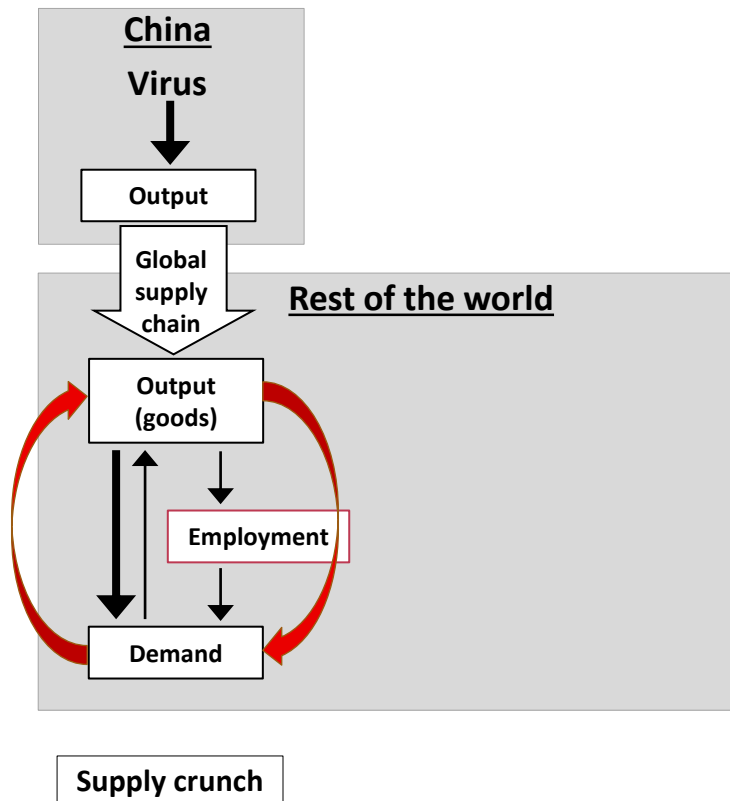 China
Virus
Output
Global
supply
chain
Rest of the world
Output
(goods)
Employment
Demand
Supply crunch